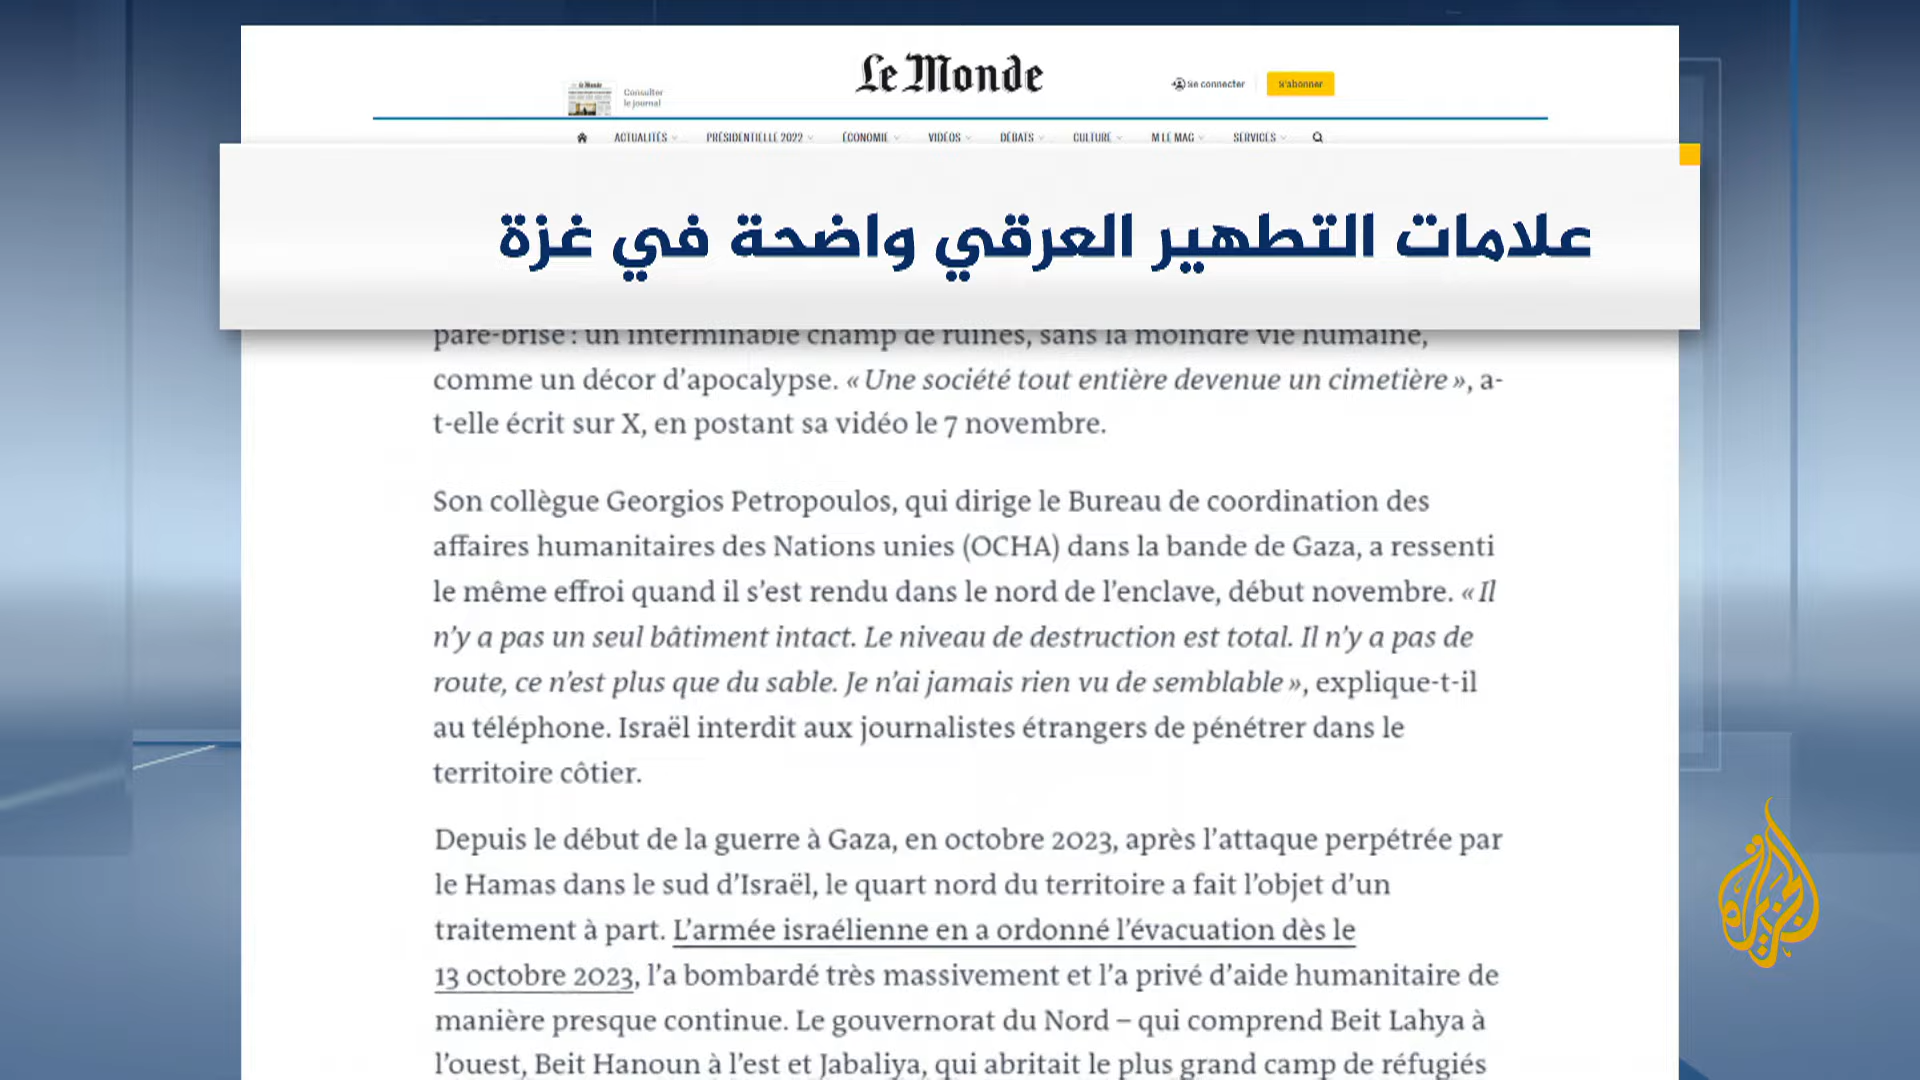 Le Monde
Consulter
le journal
Se connecter
S'abonner
ACTUALITÉS
PRÉSIDENTIELLE 2022
ÉCONOMIE
VIDÉOS
DÉBATS
CULTURE
M LE MAG
SERVICES
علامات التطهير العرقي واضحة في غزة
pare-brise : un interminable champ de ruines, sans la moindre vie humaine,
comme un décor d’apocalypse. « Une société tout entière devenue un cimetière », a-
t-elle écrit sur X, en postant sa vidéo le 7 novembre.
Son collègue Georgios Petropoulos, qui dirige le Bureau de coordination des
affaires humanitaires des Nations unies (OCHA) dans la bande de Gaza, a ressenti
le même effroi quand il s’est rendu dans le nord de l’enclave, début novembre. « Il
n’y a pas un seul bâtiment intact. Le niveau de destruction est total. Il n’y a pas de
route, ce n’est plus que du sable. Je n’ai jamais rien vu de semblable », explique-t-il
au téléphone. Israël interdit aux journalistes étrangers de pénétrer dans le
territoire côtier.
Depuis le début de la guerre à Gaza, en octobre 2023, après l’attaque perpétrée par
le Hamas dans le sud d’Israël, le quart nord du territoire a fait l’objet d’un
traitement à part. L’armée israélienne en a ordonné l’évacuation dès le
13 octobre 2023, l’a bombardé très massivement et l’a privé d’aide humanitaire de
manière presque continue. Le gouvernorat du Nord – qui comprend Beit Lahya à
l’ouest, Beit Hanoun à l’est et Jabaliya, qui abritait le plus grand camp de réfugiés
الجزيرة